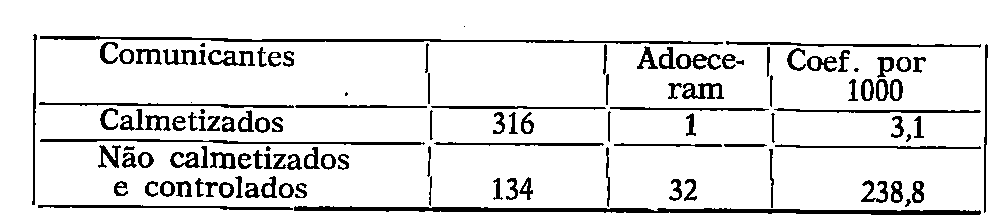 Comunicantes Adoece- Coef. por
ram 1000
Calmetizados 316 1 3,1
Não calmetizados
e controlados 134 32 238,8